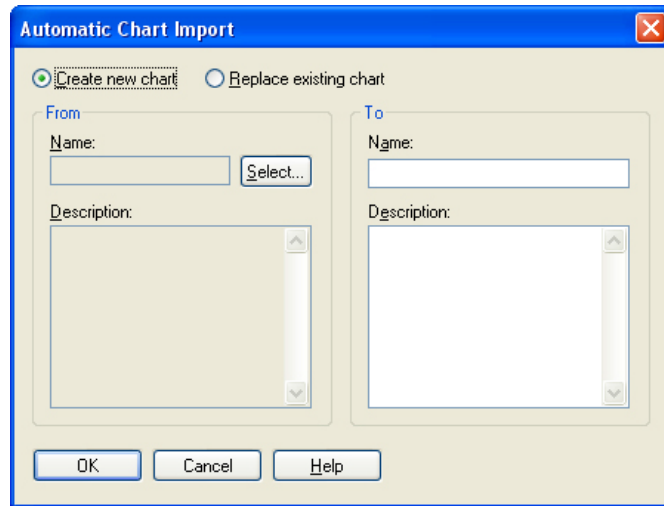 Automatic Chart Import
Create new chart Replace existing chart
From To
Name: Name:
Select...
Description: Description:
OK Cancel Help